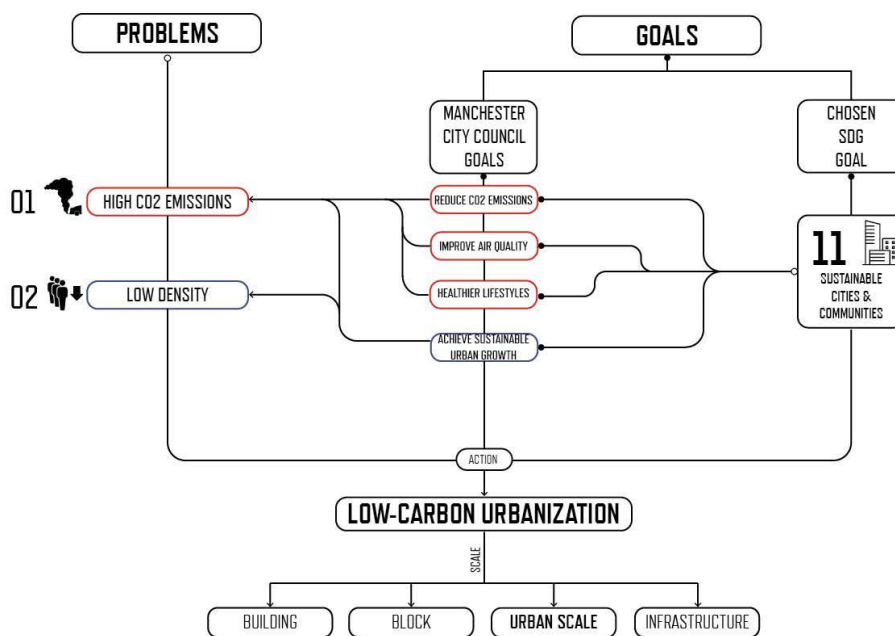 PROBLEMS
GOALS
MANCHESTER
CITY COUNCIL
GOALS
CHOSEN
SDG
GOAL
01
HIGH CO2 EMISSIONS
REDUCE CO2 EMISSIONS
IMPROVE AIR QUALITY
11
SUSTAINABLE
CITIES &
COMMUNITIES
02
LOW DENSITY
HEALTHIER LIFESTYLES
ACHIEVE SUSTAINABLE
URBAN GROWTH
ACTION
LOW-CARBON URBANIZATION
SCALE
BUILDING
BLOCK
URBAN SCALE
INFRASTRUCTURE